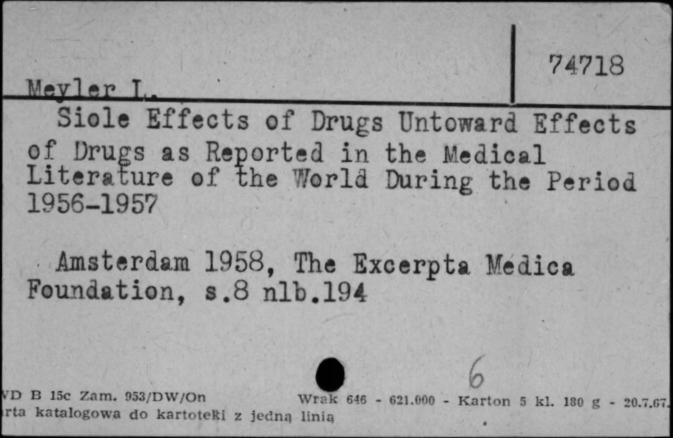 74718
Meyler L.
Siole Effects of Drugs Untoward Effects
of Drugs as Reported in the Medical
Literature of the World During the Period
1956-1957
Amsterdam 1958, The Excerpta Medica
Foundation, s.8 nlb.194
6
VD B 15c Zam. 953/DW/On Wrak 646 - 621.000 - Karton 5 kl. 180 g - 20.7.67.
arta katalogowa do kartoteki z jedną linią